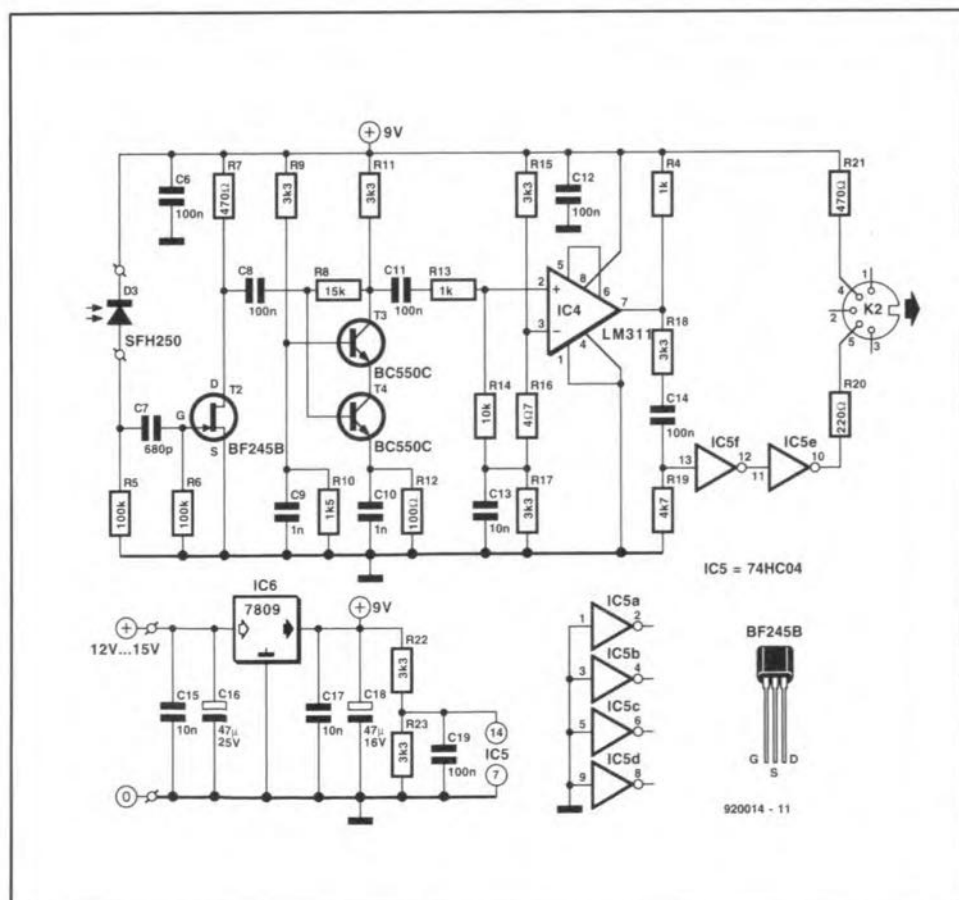 + 9V
R7
470Ω
R9
3k3
R11
3k3
R15
3k3
R4
1k
R21
470Ω
C6
100n
C12
100n
D3
SFH250
C8
100n
R8
15k
C11
100n
R13
1k
T3
BC550C
T4
BC550C
2
+
3
−
IC4
5
8
6
7
1
4
LM311
R18
3k3
1
4
2
K2
5
3
C7
680p
G
D
S
T2
BF245B
R14
10k
R16
4Ω7
C14
100n
R20
220Ω
13
IC5f
12
11
IC5e
10
R5
100k
R6
100k
C9
1n
R10
1k5
C10
1n
R12
100Ω
C13
10n
R17
3k3
R19
4k7
IC5 = 74HC04
IC6
7809
+ 9V
+
12V...15V
0
C15
10n
C16
47µ
25V
C17
10n
C18
47µ
16V
R22
3k3
R23
3k3
C19
100n
14
IC5
7
IC5a
1
2
IC5b
3
4
IC5c
5
6
IC5d
9
8
BF245B
G
S
D
920014 - 11